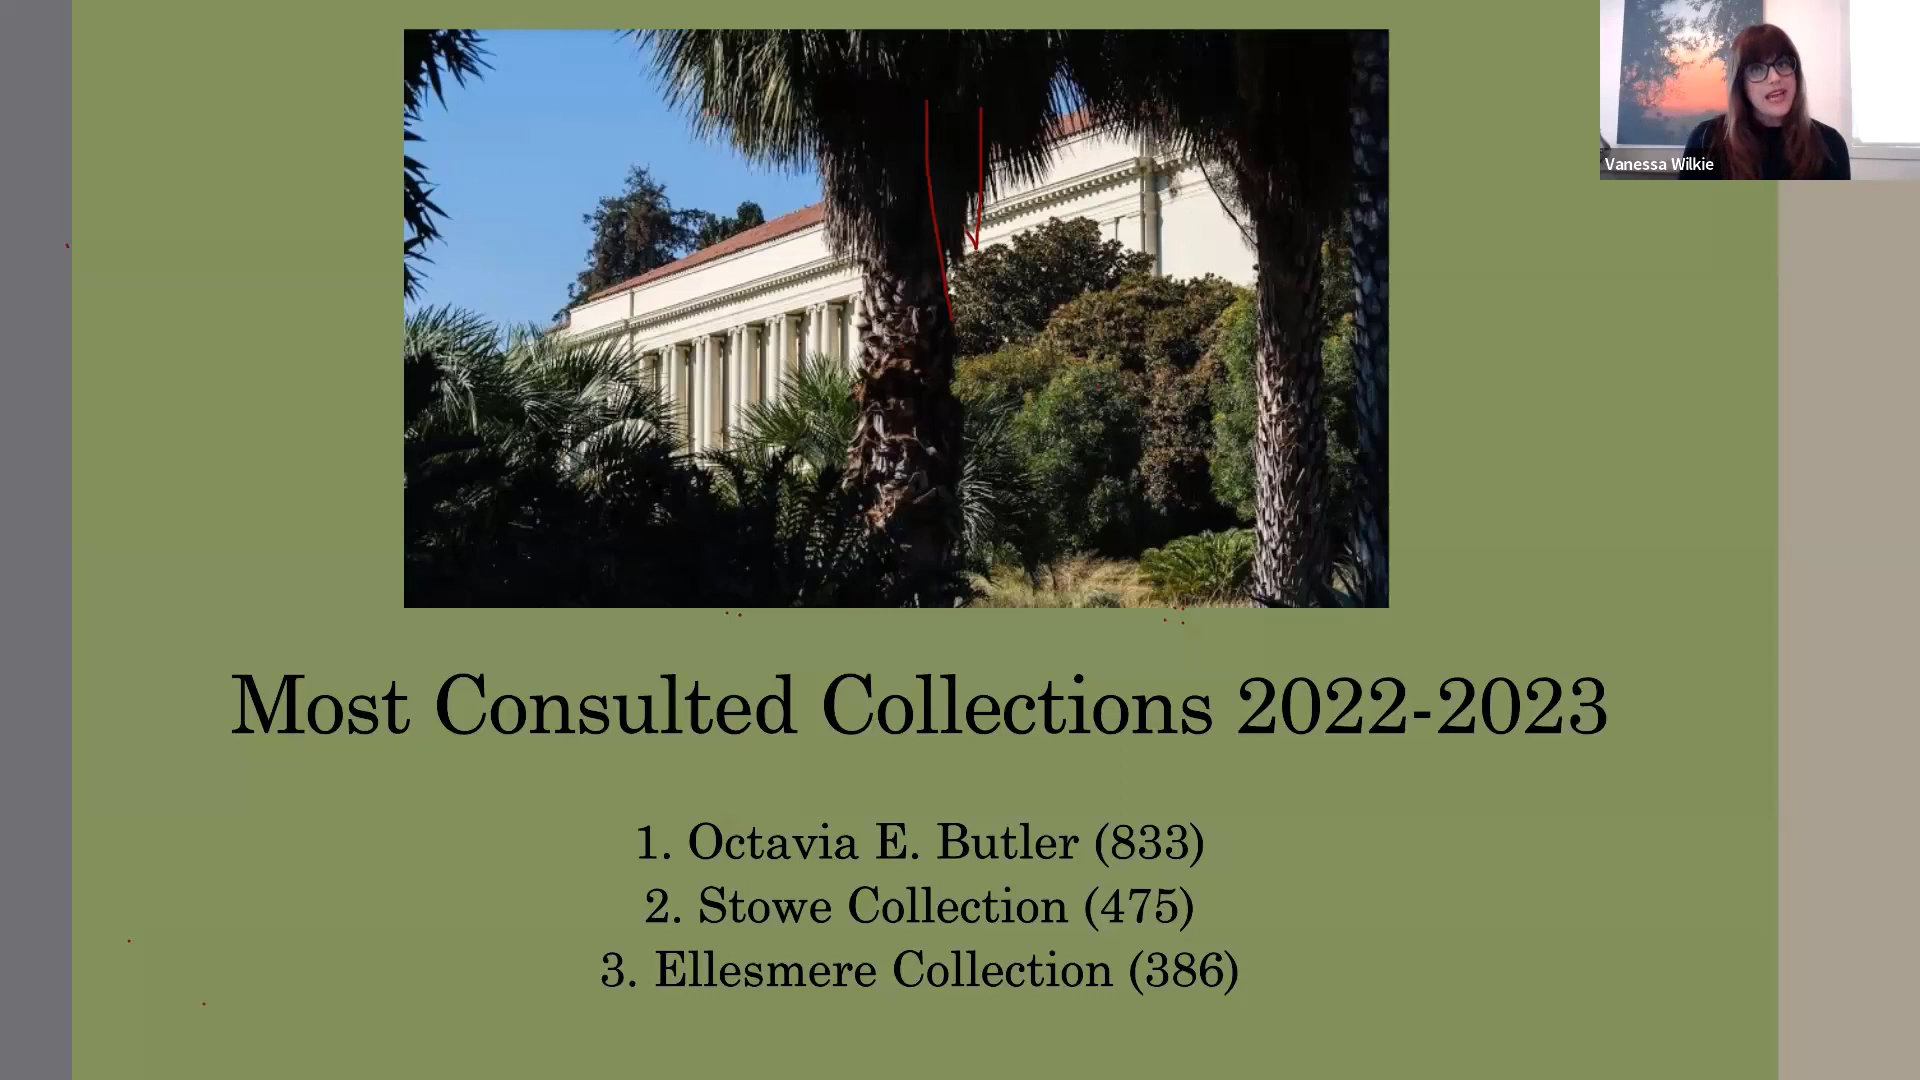 Vanessa Wilkie
Most Consulted Collections 2022-2023
1. Octavia E. Butler (833)
2. Stowe Collection (475)
3. Ellesmere Collection (386)